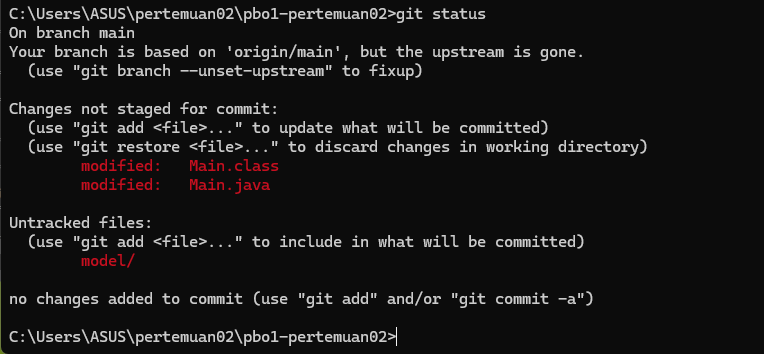 C:\Users\ASUS\pertemuan02\pbo1-pertemuan02>git status
On branch main
Your branch is based on 'origin/main', but the upstream is gone.
  (use "git branch --unset-upstream" to fixup)

Changes not staged for commit:
  (use "git add <file>..." to update what will be committed)
  (use "git restore <file>..." to discard changes in working directory)
        modified:   Main.class
        modified:   Main.java

Untracked files:
  (use "git add <file>..." to include in what will be committed)
        model/

no changes added to commit (use "git add" and/or "git commit -a")

C:\Users\ASUS\pertemuan02\pbo1-pertemuan02>